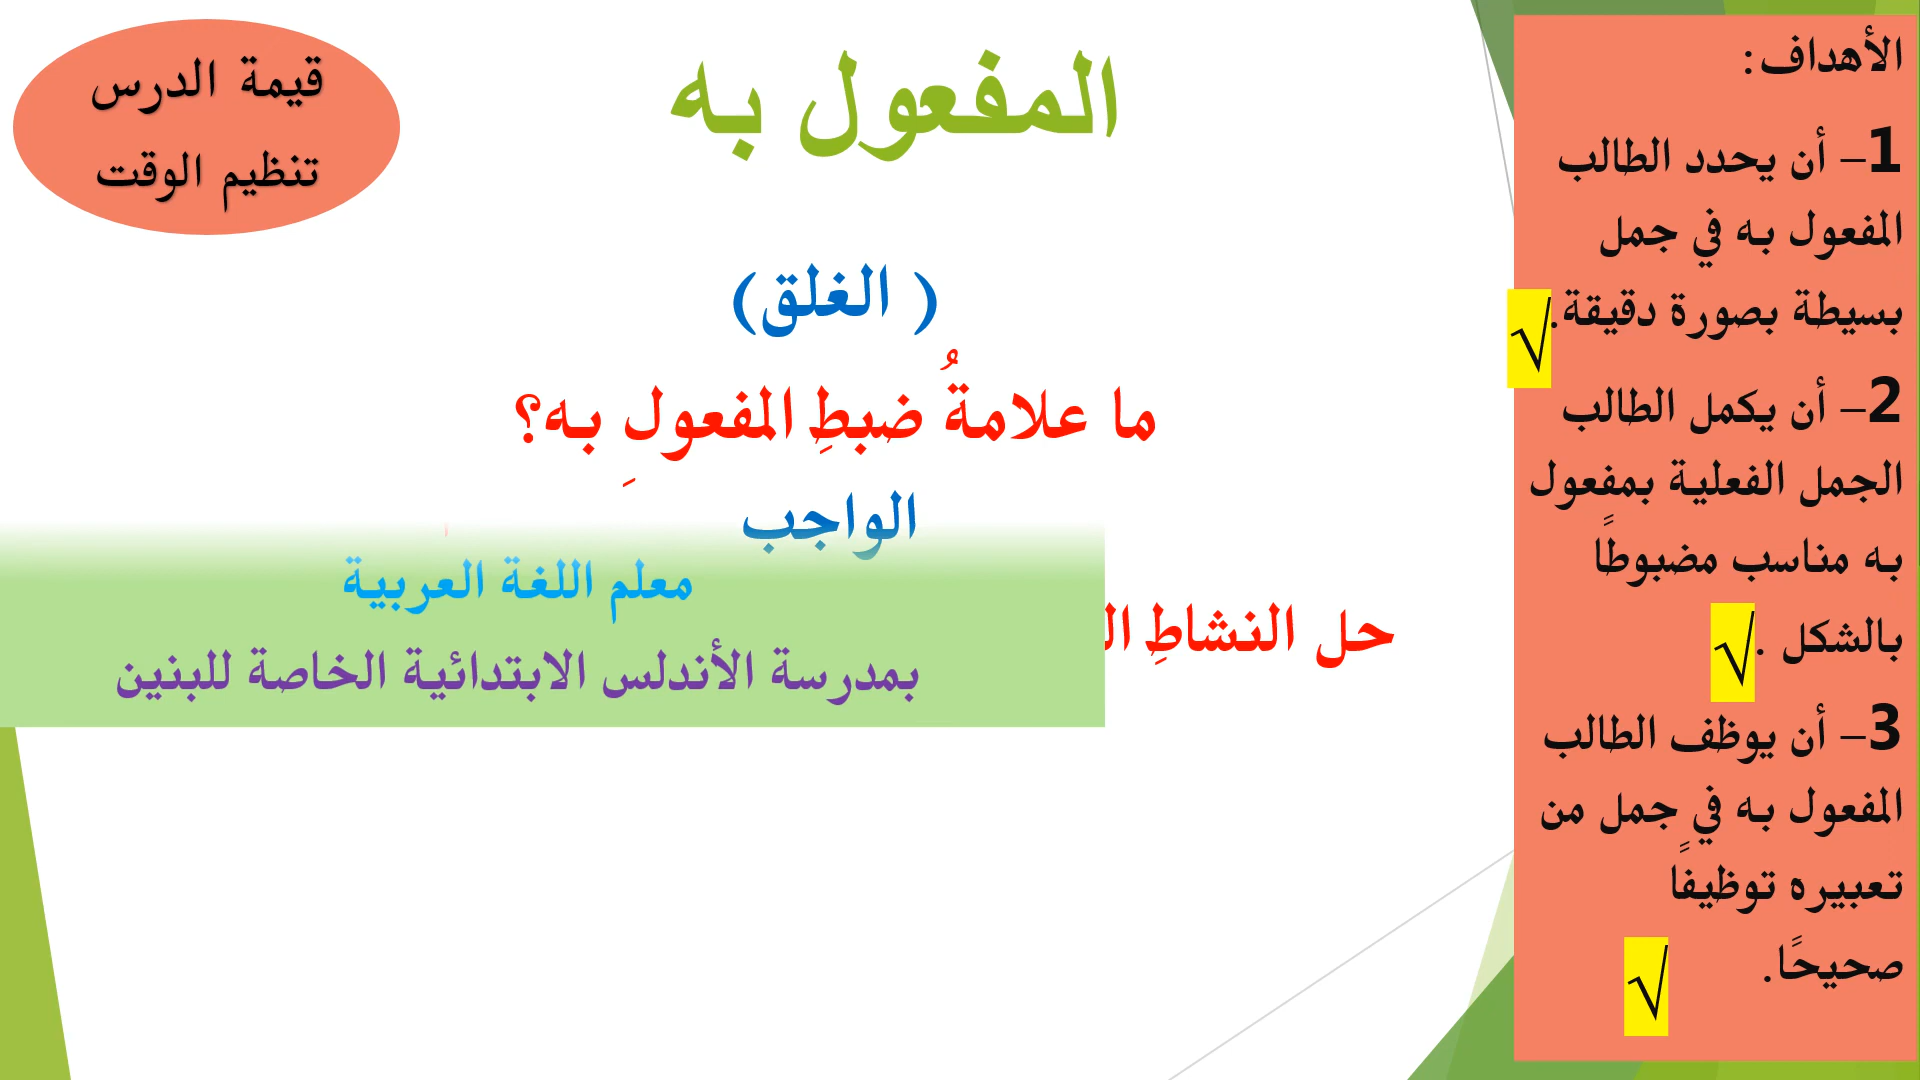 المفعول به
قيمة الدرس
تنظيم الوقت
الأهداف:
1– أن يحدد الطالب
المفعول به في جمل
بسيطة بصورة دقيقة.
√
2– أن يكمل الطالب
الجمل الفعلية بمفعول
به مناسب مضبوطًا
بالشكل .
√
3– أن يوظف الطالب
المفعول به في جمل من
تعبيره توظيفًا
صحيحًا.
√
( الغلق)
ما علامةُ ضبطِ المفعولِ به؟
الواجب
حل النشاطِ
معلم اللغة العربية
بمدرسة الأندلس الابتدائية الخاصة للبنين